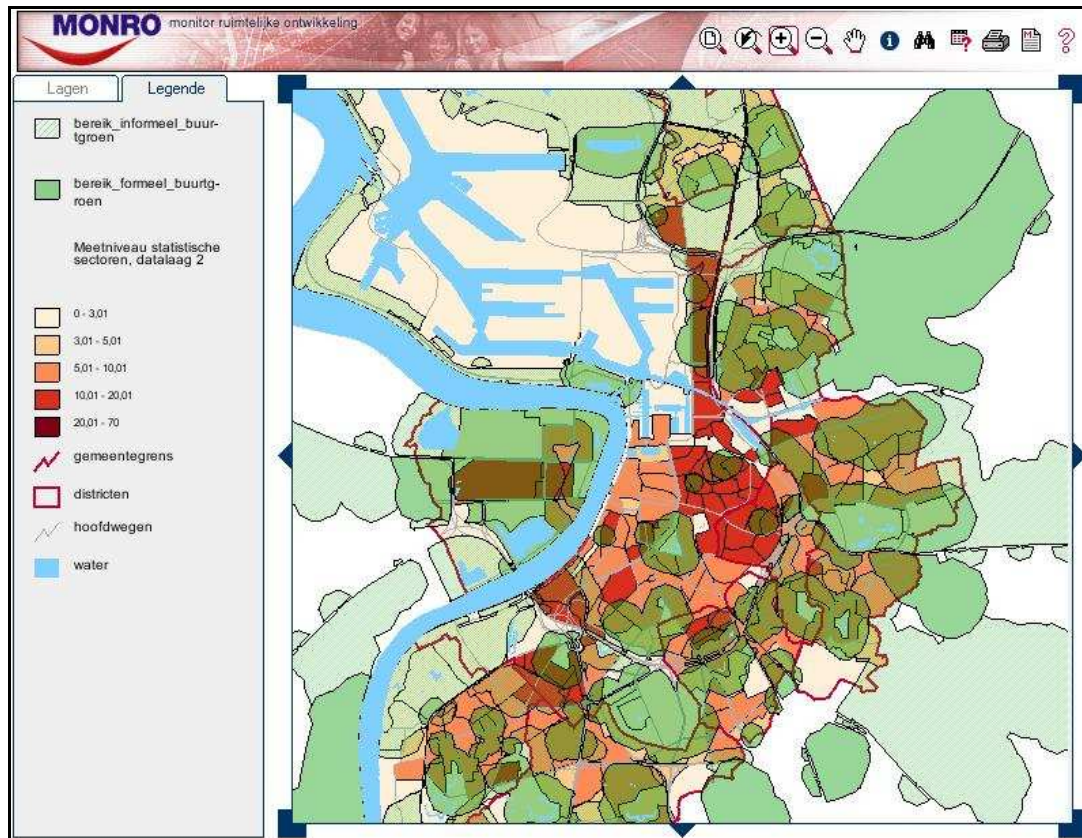 MONRO monitor ruimtelijke ontwikkeling
Lagen
Legende
bereik_informeel_buur-
tgroen
bereik_formeel_buurtg-
roen
Meetniveau statistische
sectoren, datalaag 2
0 - 3,01
3,01 - 5,01
5,01 - 10,01
10,01 - 20,01
20,01 - 70
gemeentegrens
districten
hoofdwegen
water